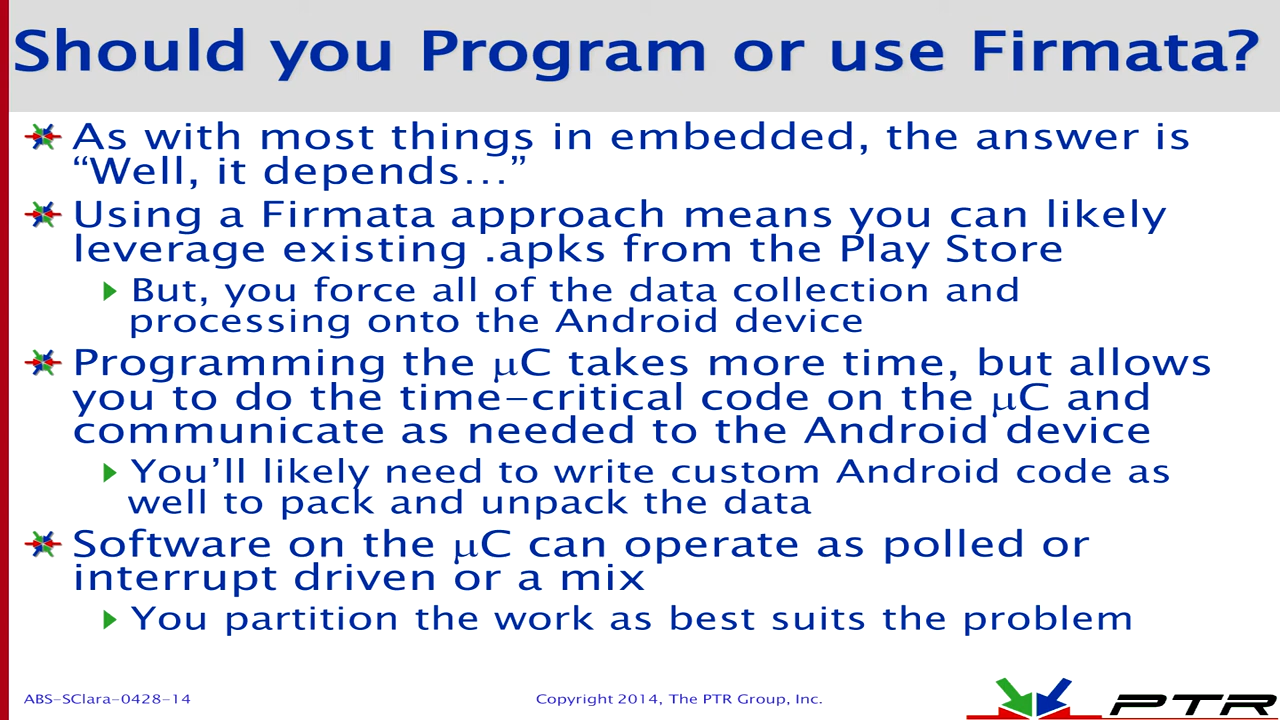 Should you Program or use Firmata?
As with most things in embedded, the answer is
“Well, it depends…”
Using a Firmata approach means you can likely
leverage existing .apks from the Play Store
But, you force all of the data collection and
processing onto the Android device
Programming the μC takes more time, but allows
you to do the time-critical code on the μC and
communicate as needed to the Android device
You’ll likely need to write custom Android code as
well to pack and unpack the data
Software on the μC can operate as polled or
interrupt driven or a mix
You partition the work as best suits the problem
ABS-SClara-0428-14
Copyright 2014, The PTR Group, Inc.
PTR